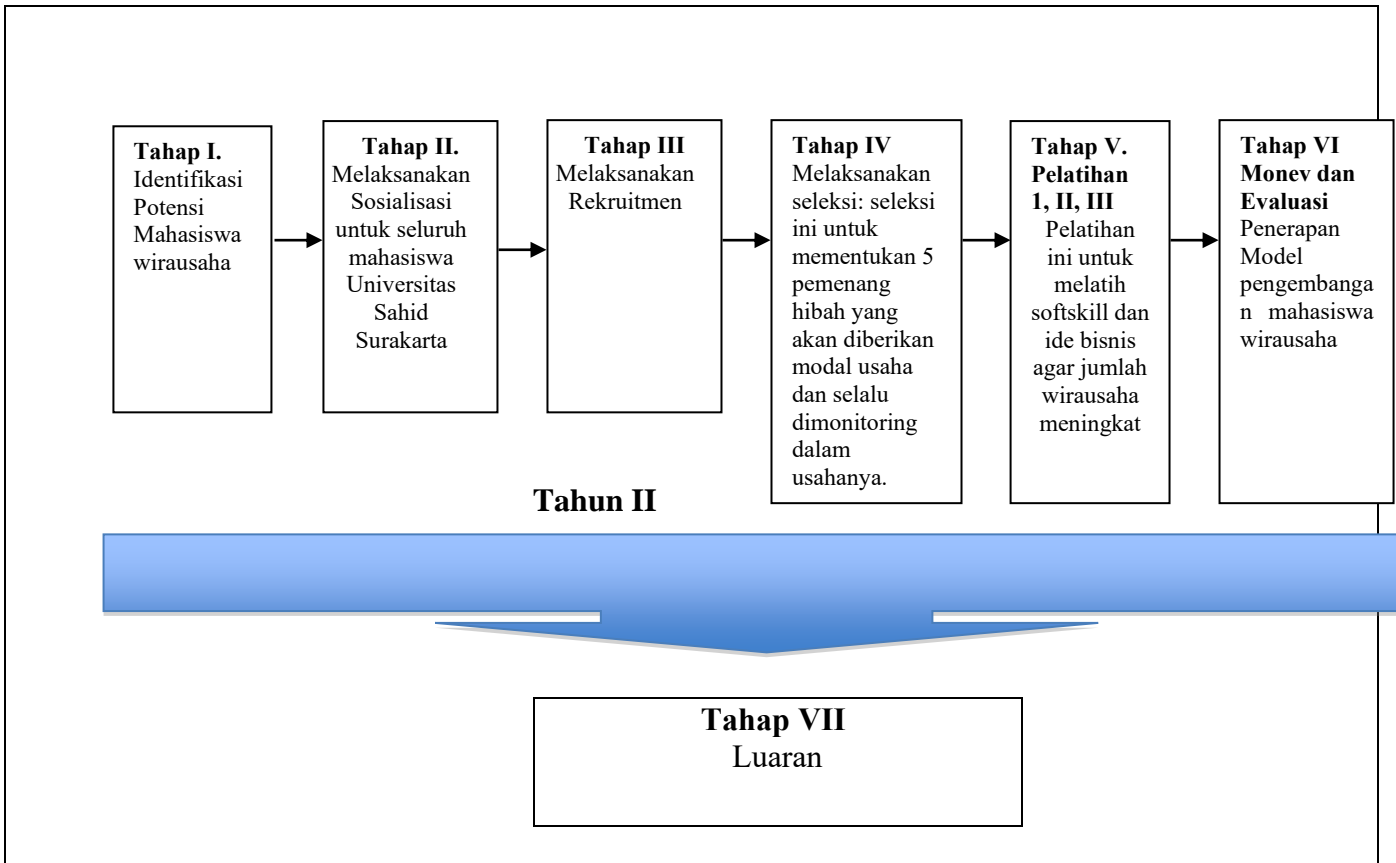 Tahap I.
Identifikasi
Potensi
Mahasiswa
wirausaha
Tahap II.
Melaksanakan
Sosialisasi
untuk seluruh
mahasiswa
Universitas
Sahid
Surakarta
Tahap III
Melaksanakan
Rekruitmen
Tahap IV
Melaksanakan
seleksi: seleksi
ini untuk
mementukan 5
pemenang
hibah yang
akan diberikan
modal usaha
dan selalu
dimonitoring
dalam
usahanya.
Tahap V.
Pelatihan
1, II, III
Pelatihan
ini untuk
melatih
softskill dan
ide bisnis
agar jumlah
wirausaha
meningkat
Tahap VI
Monev dan
Evaluasi
Penerapan
Model
pengembanga
n mahasiswa
wirausaha
Tahun II
Tahap VII
Luaran